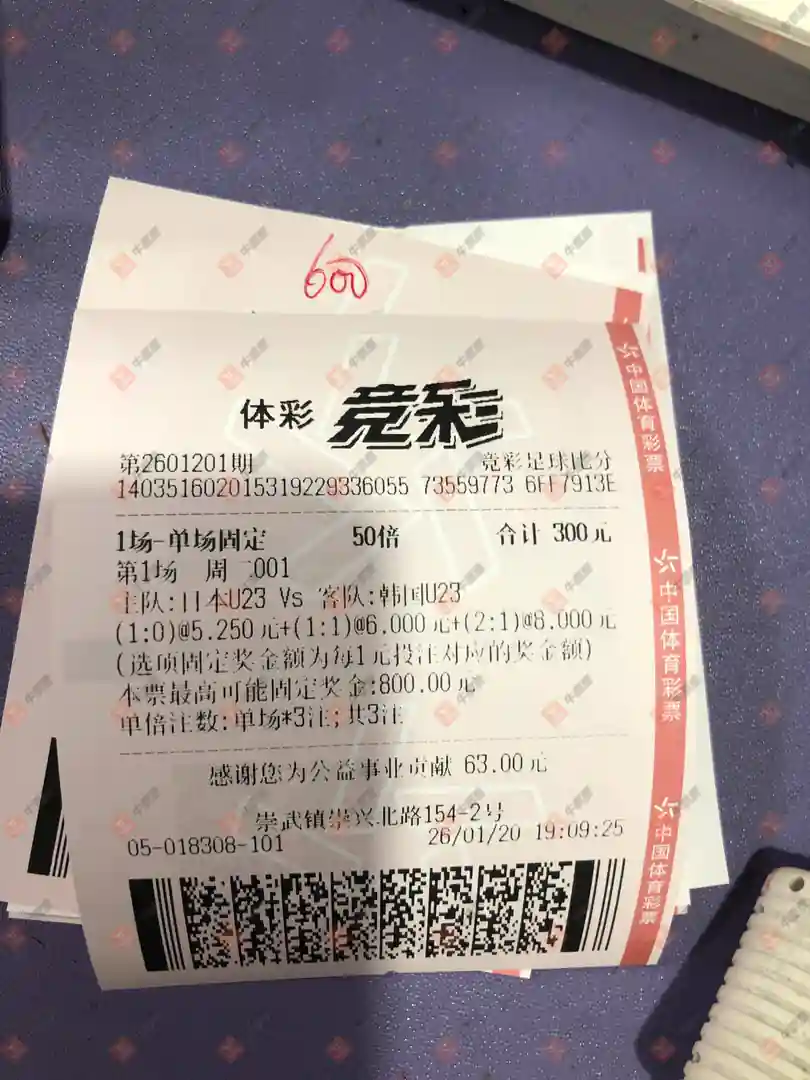 600
体彩 竞彩
第2601201期 竞彩足球比分
140351602015319229336055 73559773 6FF7913E
1场-单场固定 50倍 合计 300元
第1场 周二001
主队:日本U23 Vs 客队:韩国U23
(1:0)@5.250元+(1:1)@6.000元+(2:1)@8.000元
(选项固定奖金额为每1元投注对应的奖金额)
本票最高可能固定奖金:800.00元
单倍注数:单场*3注;共3注
感谢您为公益事业贡献 63.00元
崇武镇崇兴北路154-2号
05-018308-101 26/01/20 19:09:25
中国体育彩票
中国体育彩票
中国体育彩票